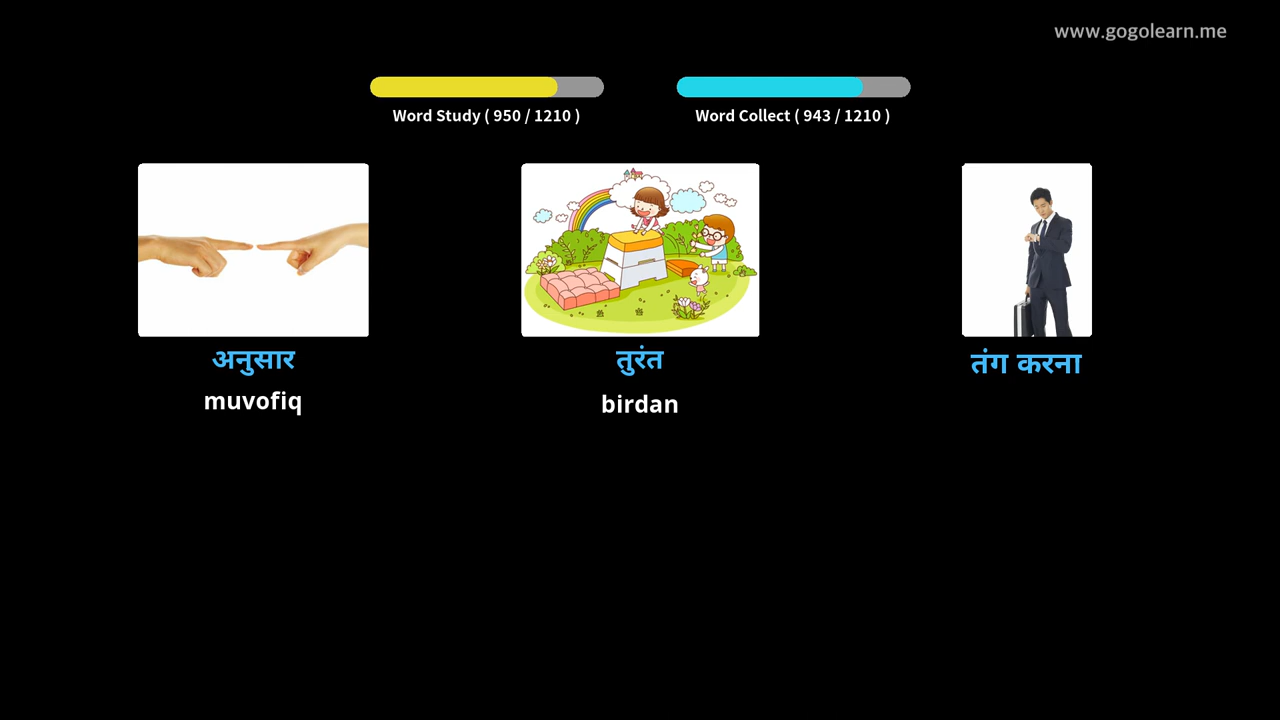 www.gogolearn.me
Word Study ( 950 / 1210 )
Word Collect ( 943 / 1210 )
अनुसार
muvofiq
तुरंत
birdan
तंग करना